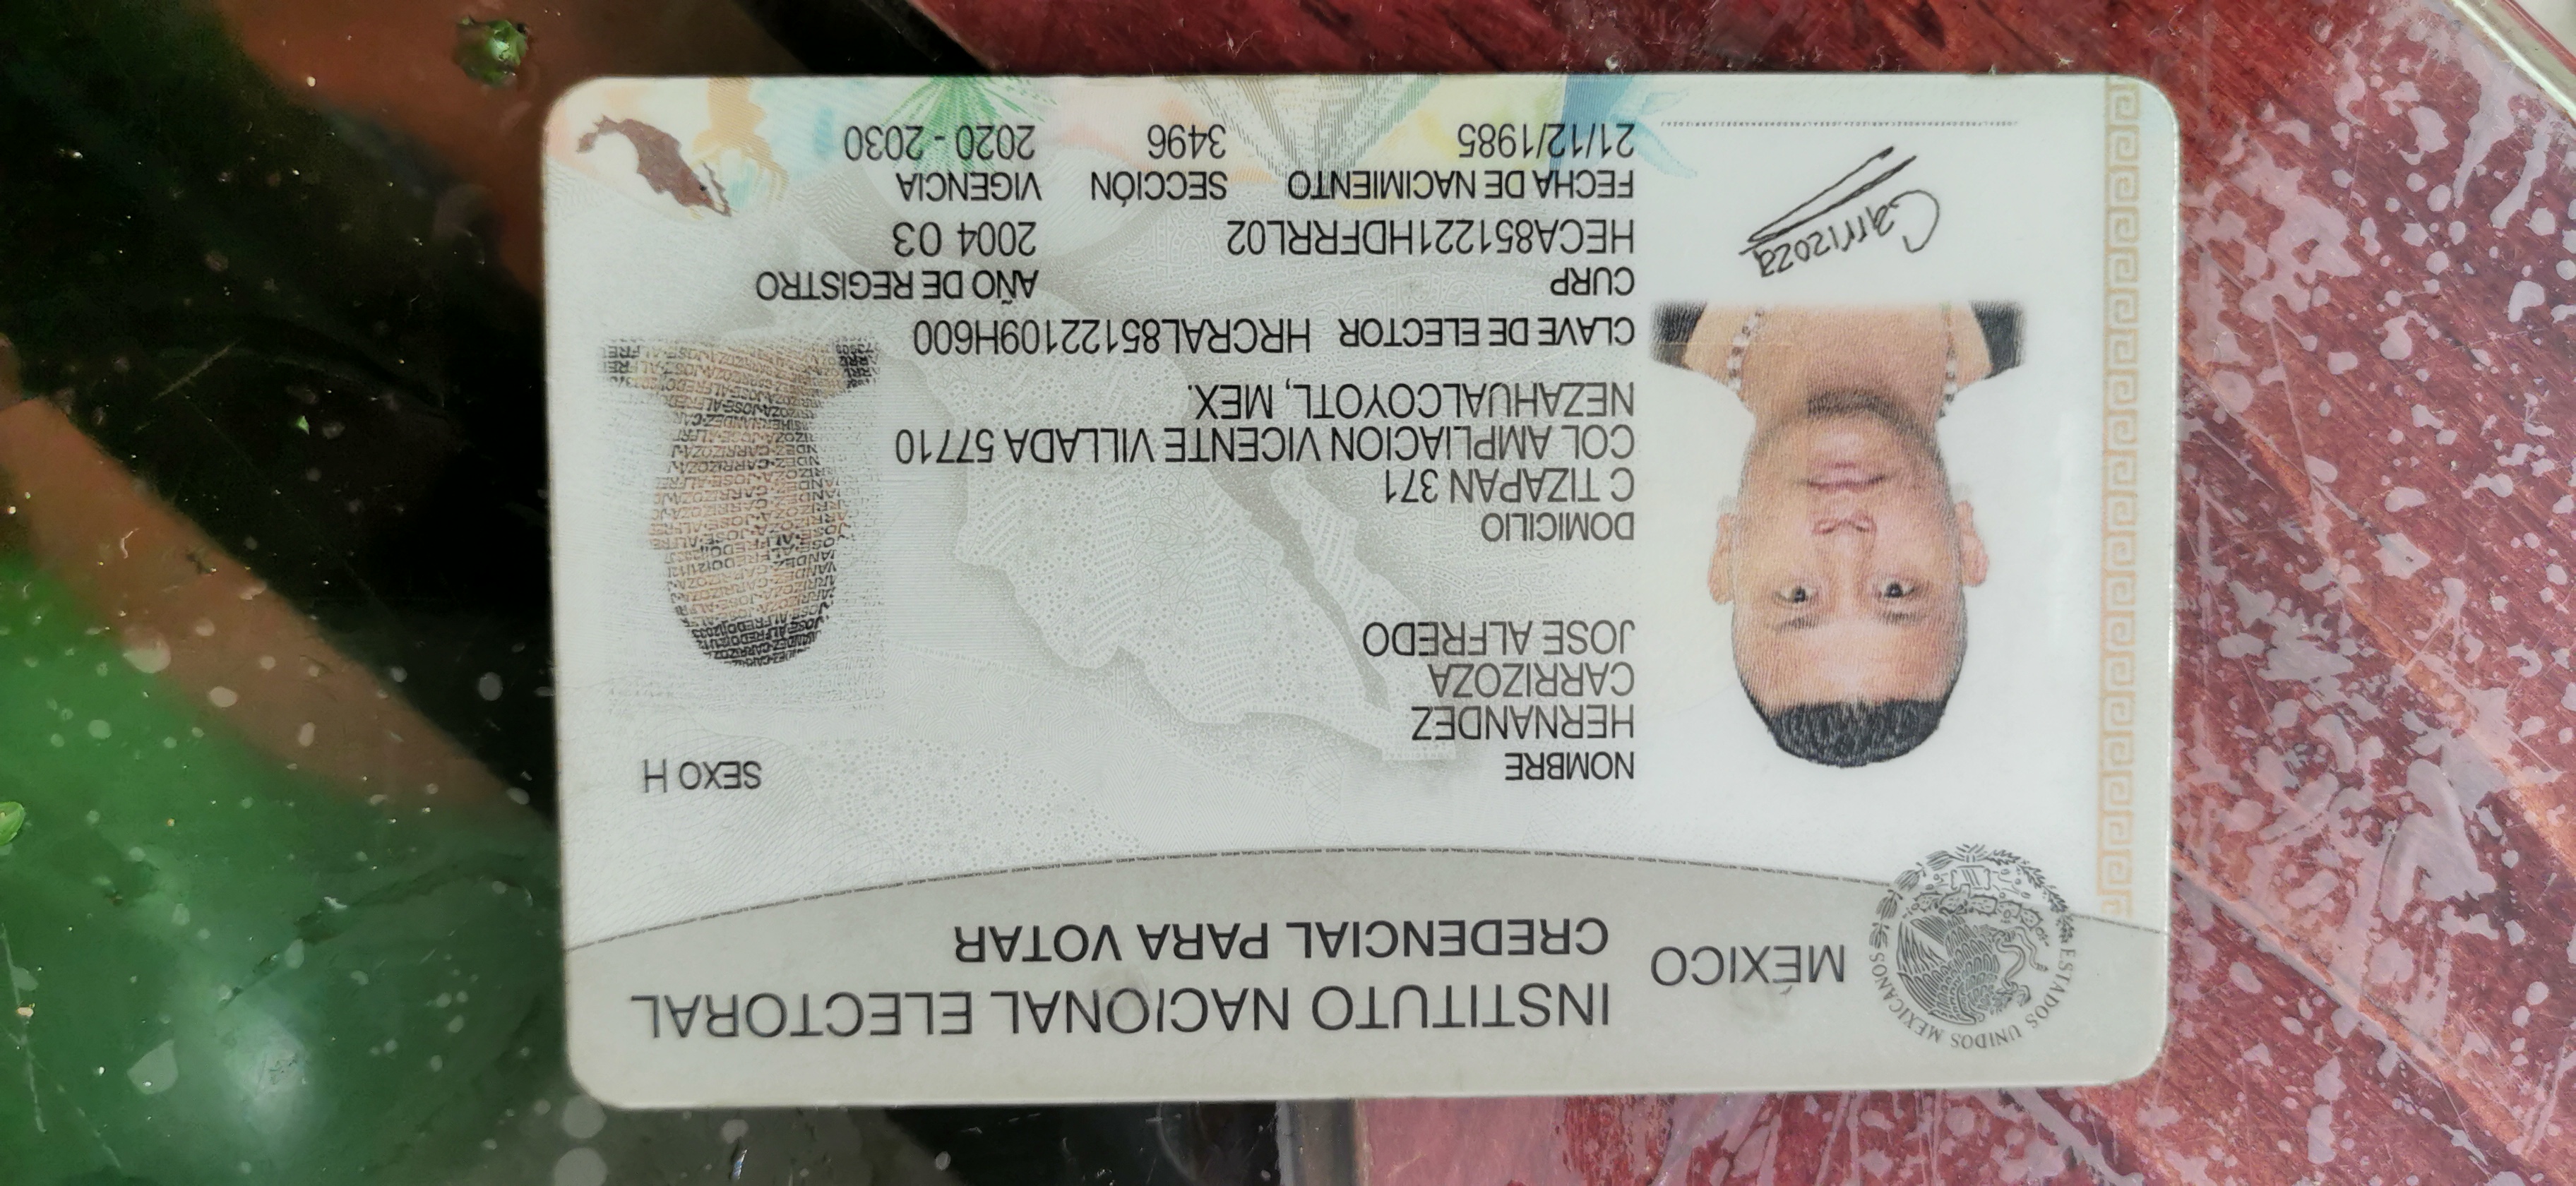 MÉXICO
INSTITUTO NACIONAL ELECTORAL
CREDENCIAL PARA VOTAR
ESTADOS UNIDOS MEXICANOS
NOMBRE
HERNANDEZ
CARRIZOZA
JOSE ALFREDO
SEXO H
DOMICILIO
C TIZAPAN 371
COL AMPLIACION VICENTE VILLADA 57710
NEZAHUALCOYOTL, MEX.
CLAVE DE ELECTOR HRCRAL85122109H600
CURP
HECA851221HDFRRL02
AÑO DE REGISTRO
2004 03
FECHA DE NACIMIENTO
21/12/1985
SECCIÓN
3496
VIGENCIA
2020 - 2030
Carrizoza